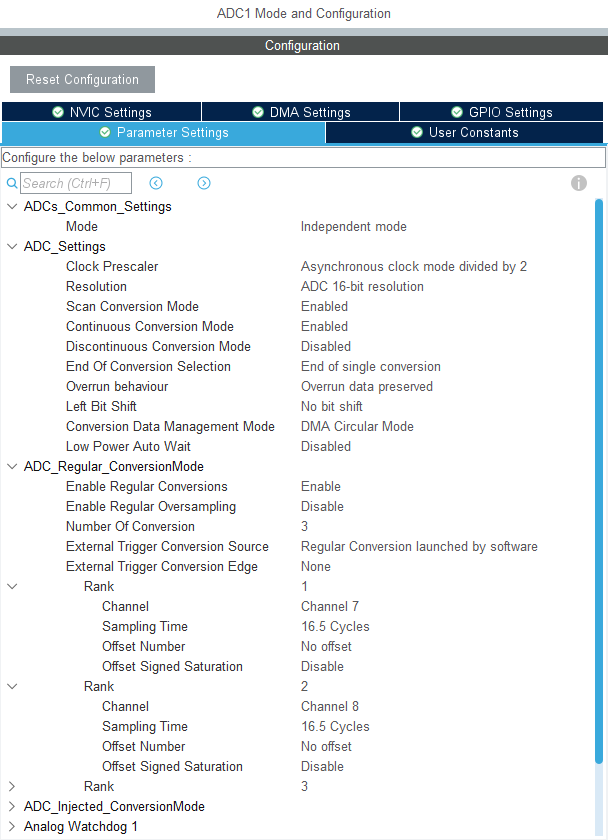 ADC1 Mode and Configuration
Configuration
Reset Configuration
NVIC Settings DMA Settings GPIO Settings
Parameter Settings User Constants
Configure the below parameters :
Search (Ctrl+F)
ADCs_Common_Settings
Mode Independent mode
ADC_Settings
Clock Prescaler Asynchronous clock mode divided by 2
Resolution ADC 16-bit resolution
Scan Conversion Mode Enabled
Continuous Conversion Mode Enabled
Discontinuous Conversion Mode Disabled
End Of Conversion Selection End of single conversion
Overrun behaviour Overrun data preserved
Left Bit Shift No bit shift
Conversion Data Management Mode DMA Circular Mode
Low Power Auto Wait Disabled
ADC_Regular_ConversionMode
Enable Regular Conversions Enable
Enable Regular Oversampling Disable
Number Of Conversion 3
External Trigger Conversion Source Regular Conversion launched by software
External Trigger Conversion Edge None
Rank 1
Channel Channel 7
Sampling Time 16.5 Cycles
Offset Number No offset
Offset Signed Saturation Disable
Rank 2
Channel Channel 8
Sampling Time 16.5 Cycles
Offset Number No offset
Offset Signed Saturation Disable
Rank 3
ADC_Injected_ConversionMode
Analog Watchdog 1